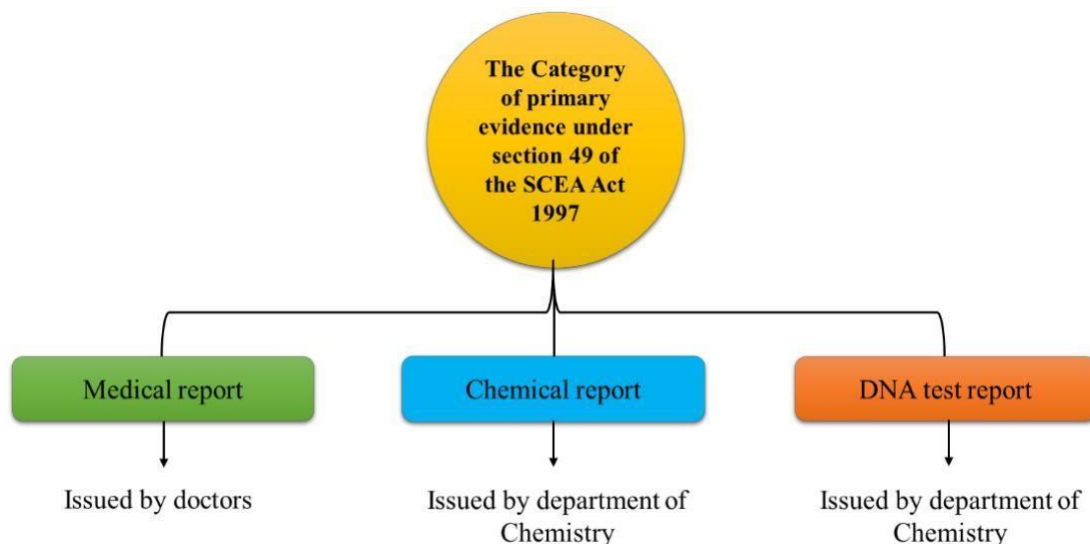 The Category
of primary
evidence under
section 49 of
the SCEA Act
1997
Medical report
Chemical report
DNA test report
Issued by doctors
Issued by department of
Chemistry
Issued by department of
Chemistry